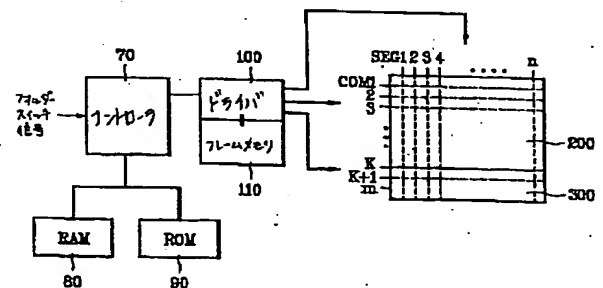 70
100
SEG1 2 3 4
n
COM1
2
3
フォルダー
スイッチ
信号
コントローラ
ドライバ
フレームメモリ
110
K
K+1
m
200
300
RAM
ROM
80
90